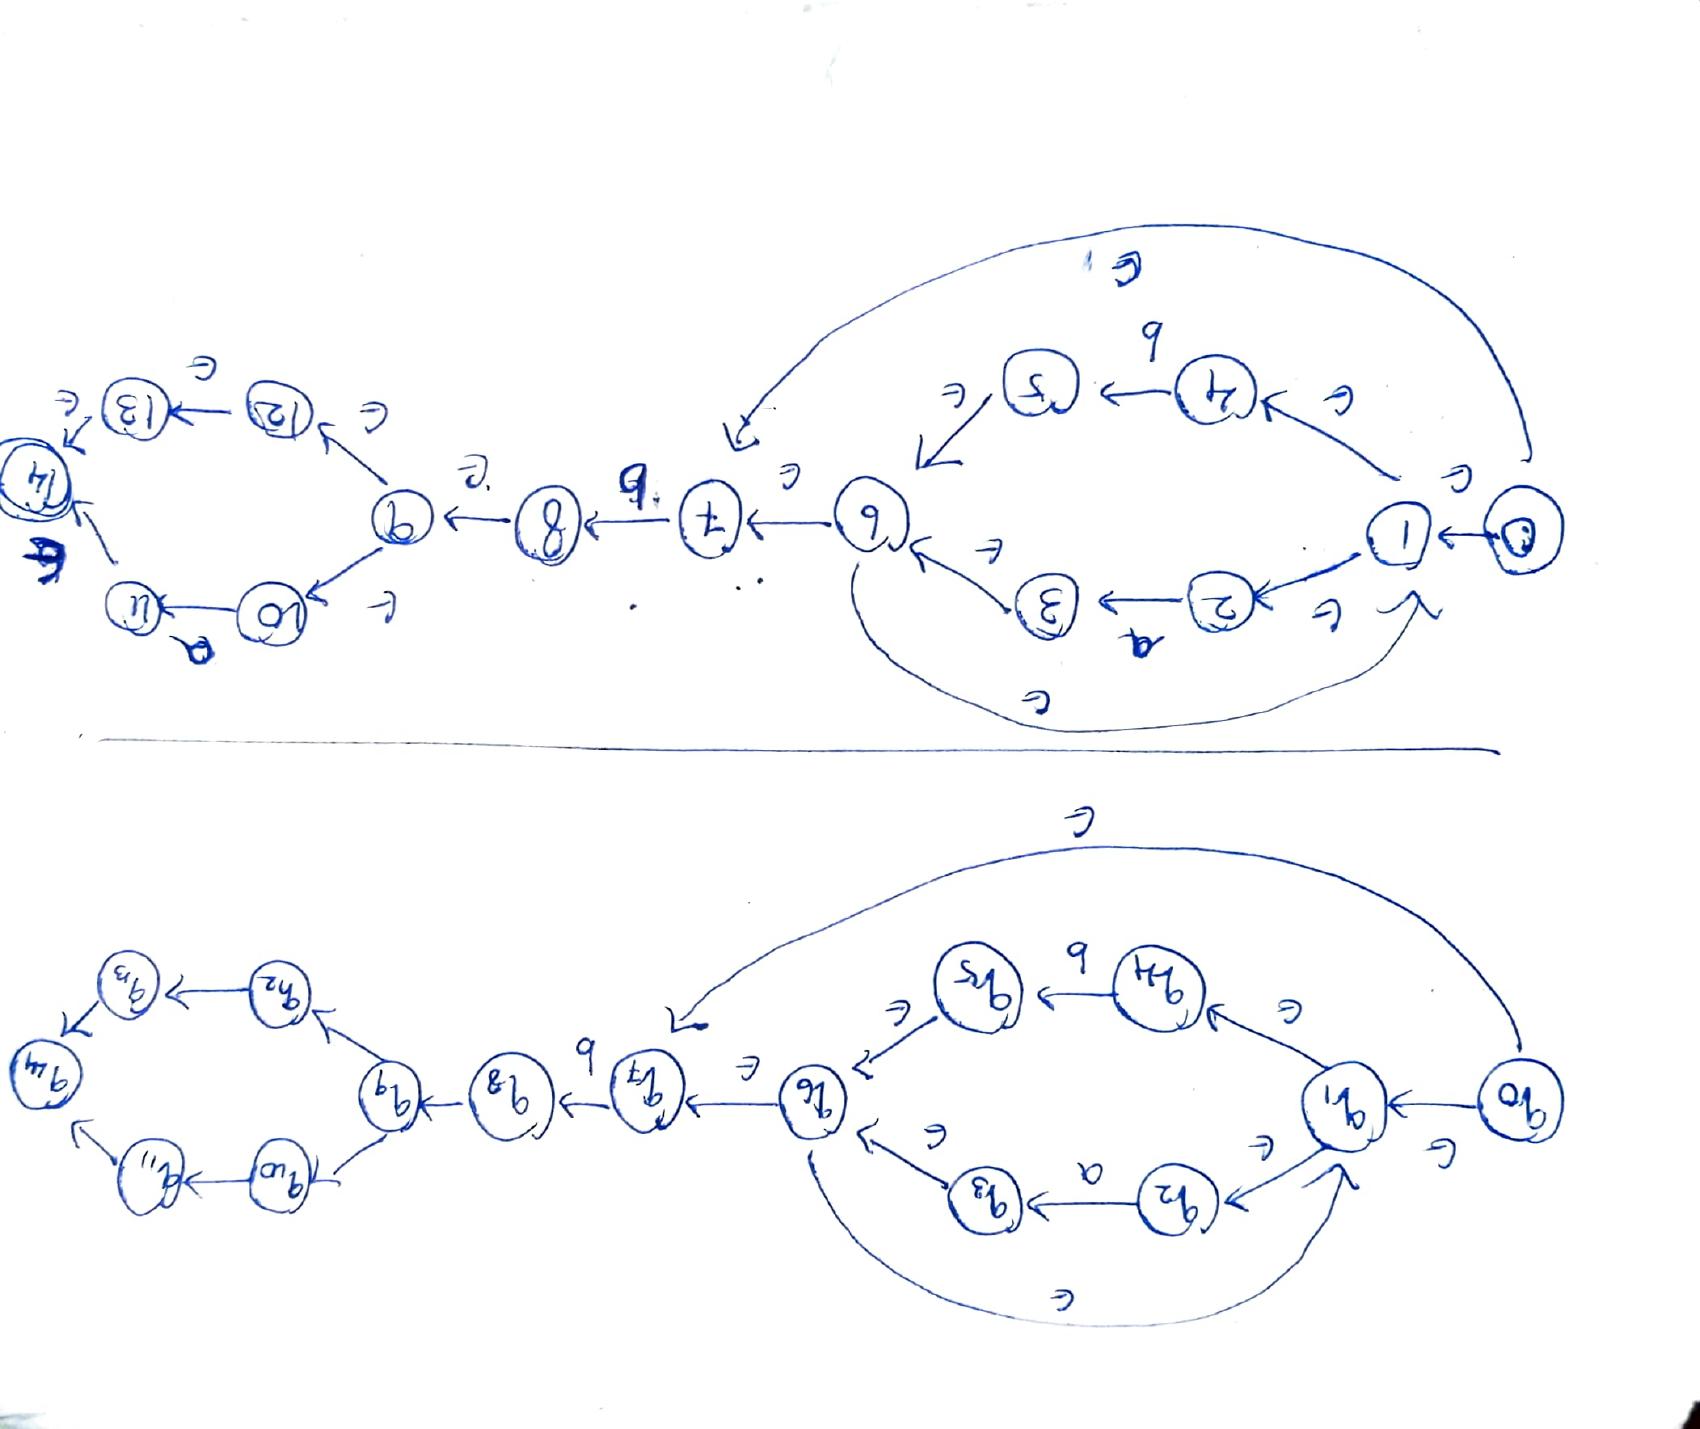 ε
ε q2 a q3 ε q10 q11
q0 ε q1 q6 ε q7 b q8 q9 q14
ε q4 b q5 ε q12 q13
ε
ε
ε 2 a 3 ε ε 10 a 11 ε
0 ε 1 6 ε 7 b 8 ε 9 14
ε 4 b 5 ε ε 12 ε 13 ε
ε